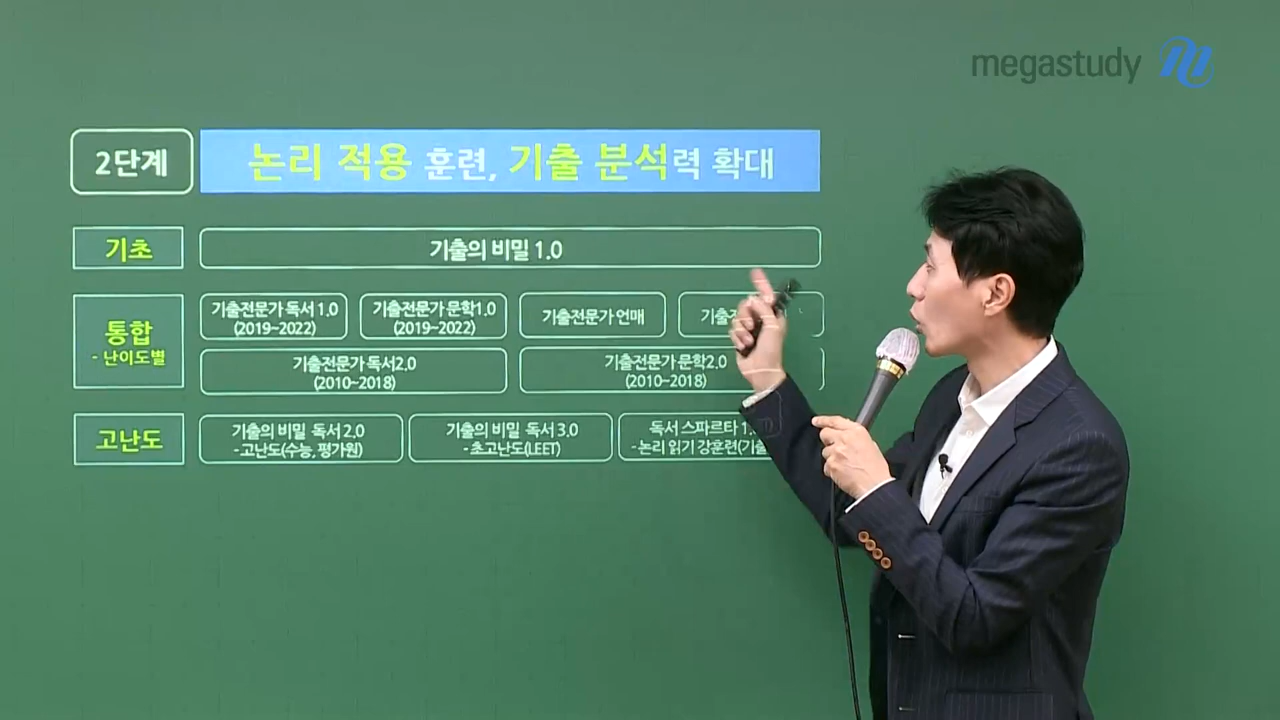 megastudy
2단계
논리 적용 훈련, 기출 분석력 확대
기초
기출의 비밀 1.0
통합
- 난이도별
기출전문가 독서 1.0
(2019~2022)
기출전문가 문학1.0
(2019~2022)
기출전문가 언매
기출전문가 독서2.0
(2010~2018)
기출전문가 문학2.0
(2010~2018)
고난도
기출의 비밀 독서 2.0
-고난도(수능, 평가원)
기출의 비밀 독서 3.0
-초고난도(LEET)
독서 스파르타
-논리 읽기 강훈련(기출